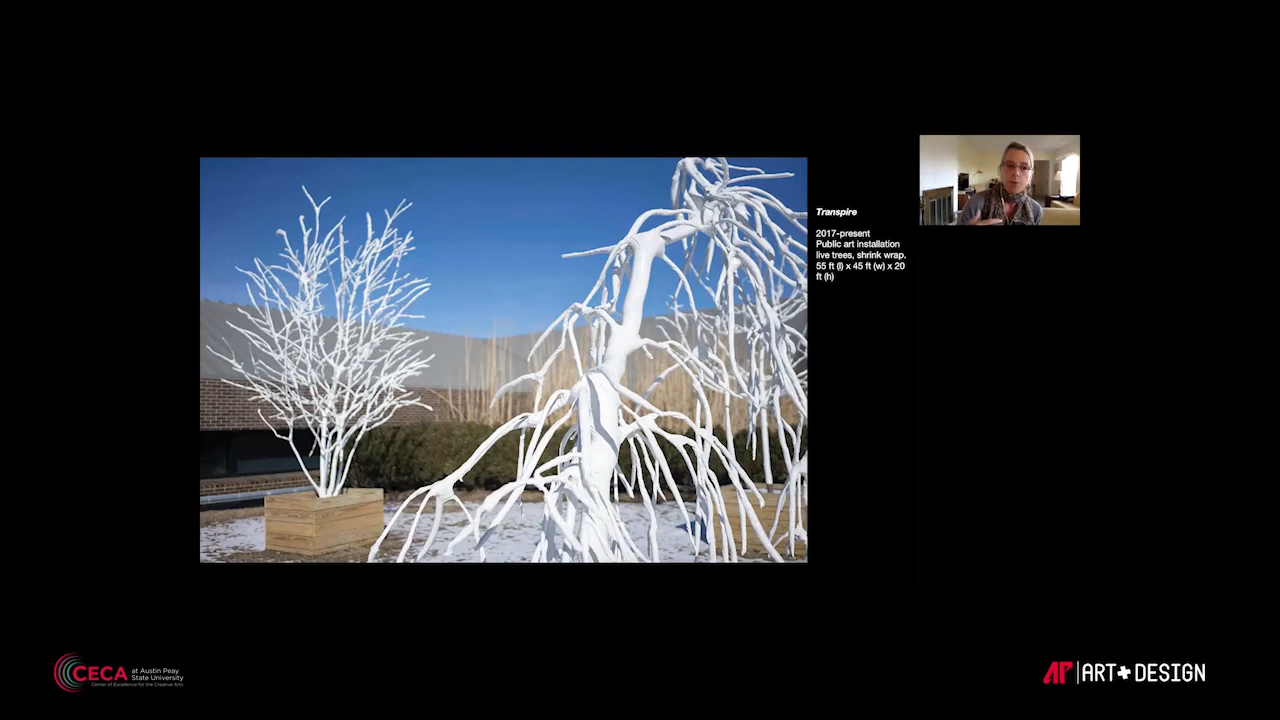 Transpire
2017-present
Public art installation
live trees, shrink wrap.
55 ft (l) x 45 ft (w) x 20
ft (h)
CECA
at Austin Peay
State University
Center of Excellence for the Creative Arts
AP ART+DESIGN